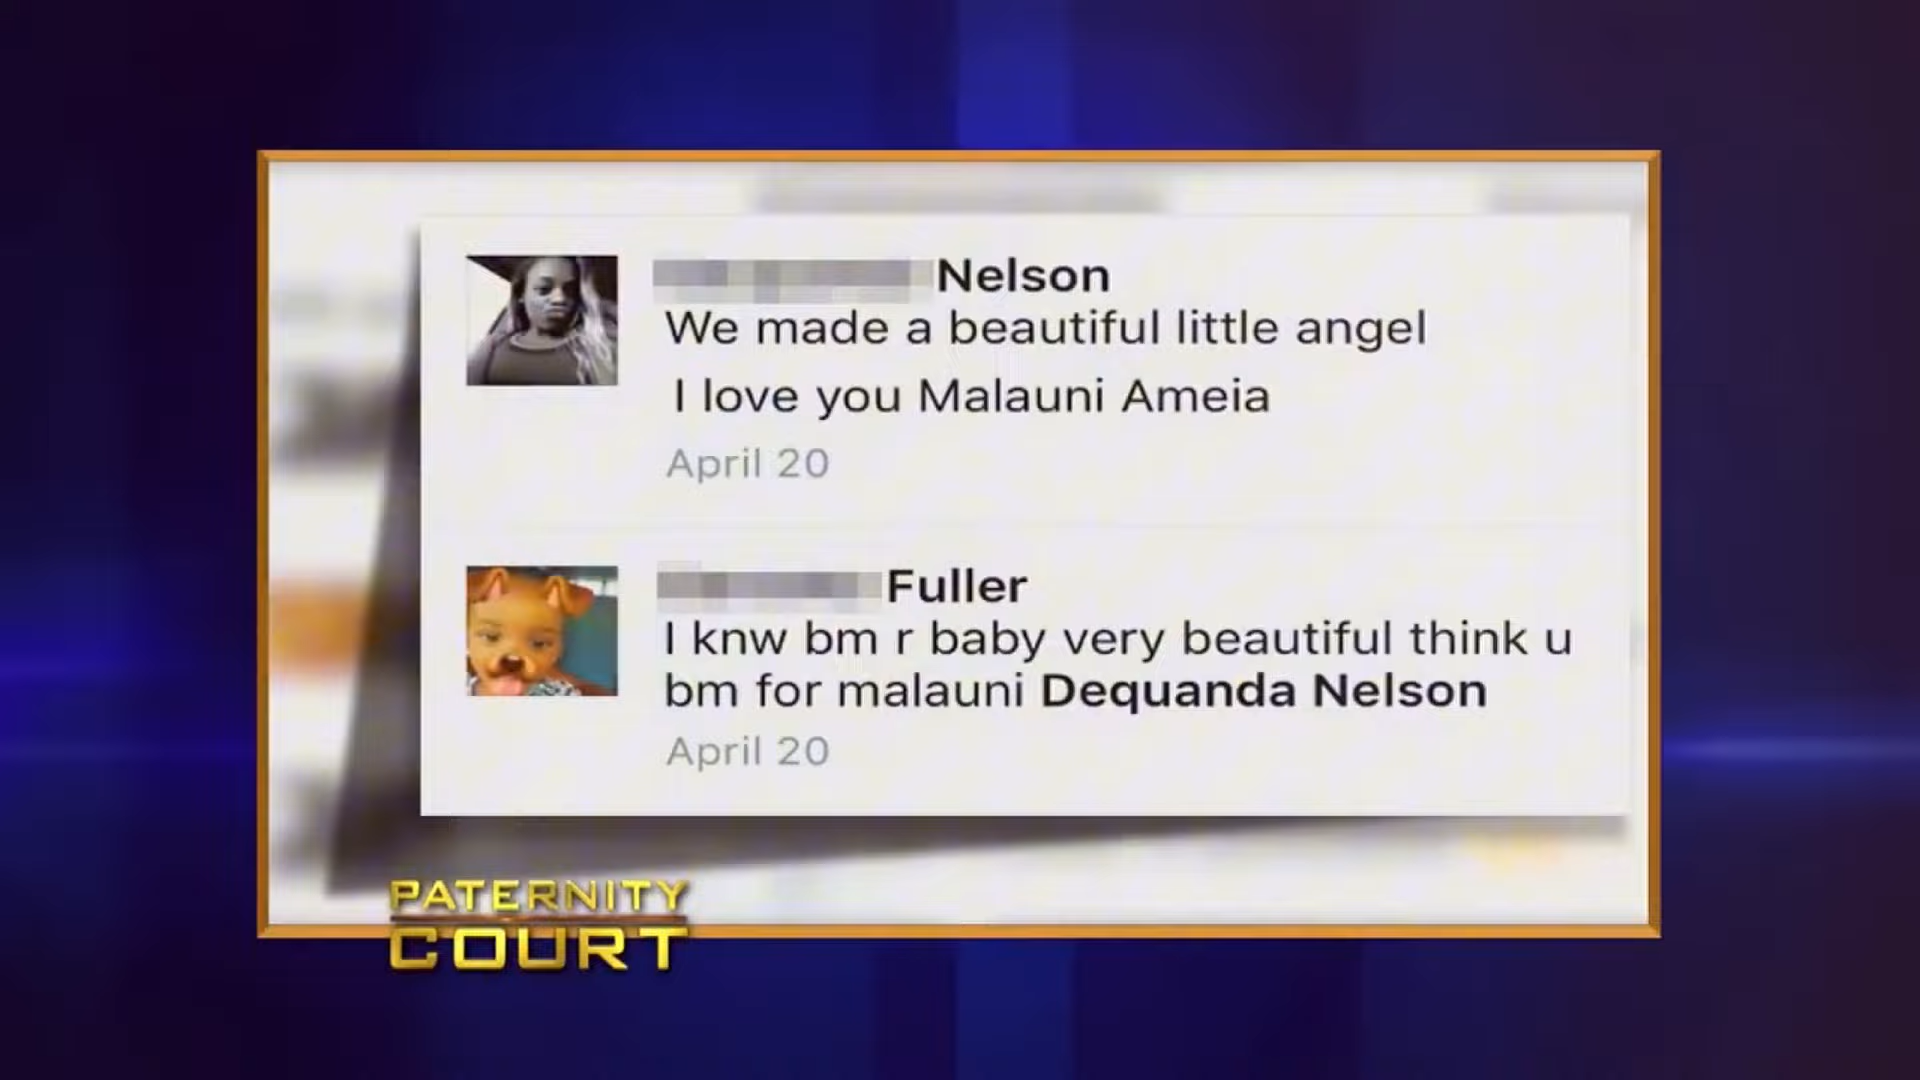 Nelson
We made a beautiful little angel
I love you Malauni Ameia
April 20
Fuller
I knw bm r baby very beautiful think u
bm for malauni Dequanda Nelson
April 20
PATERNITY
COURT